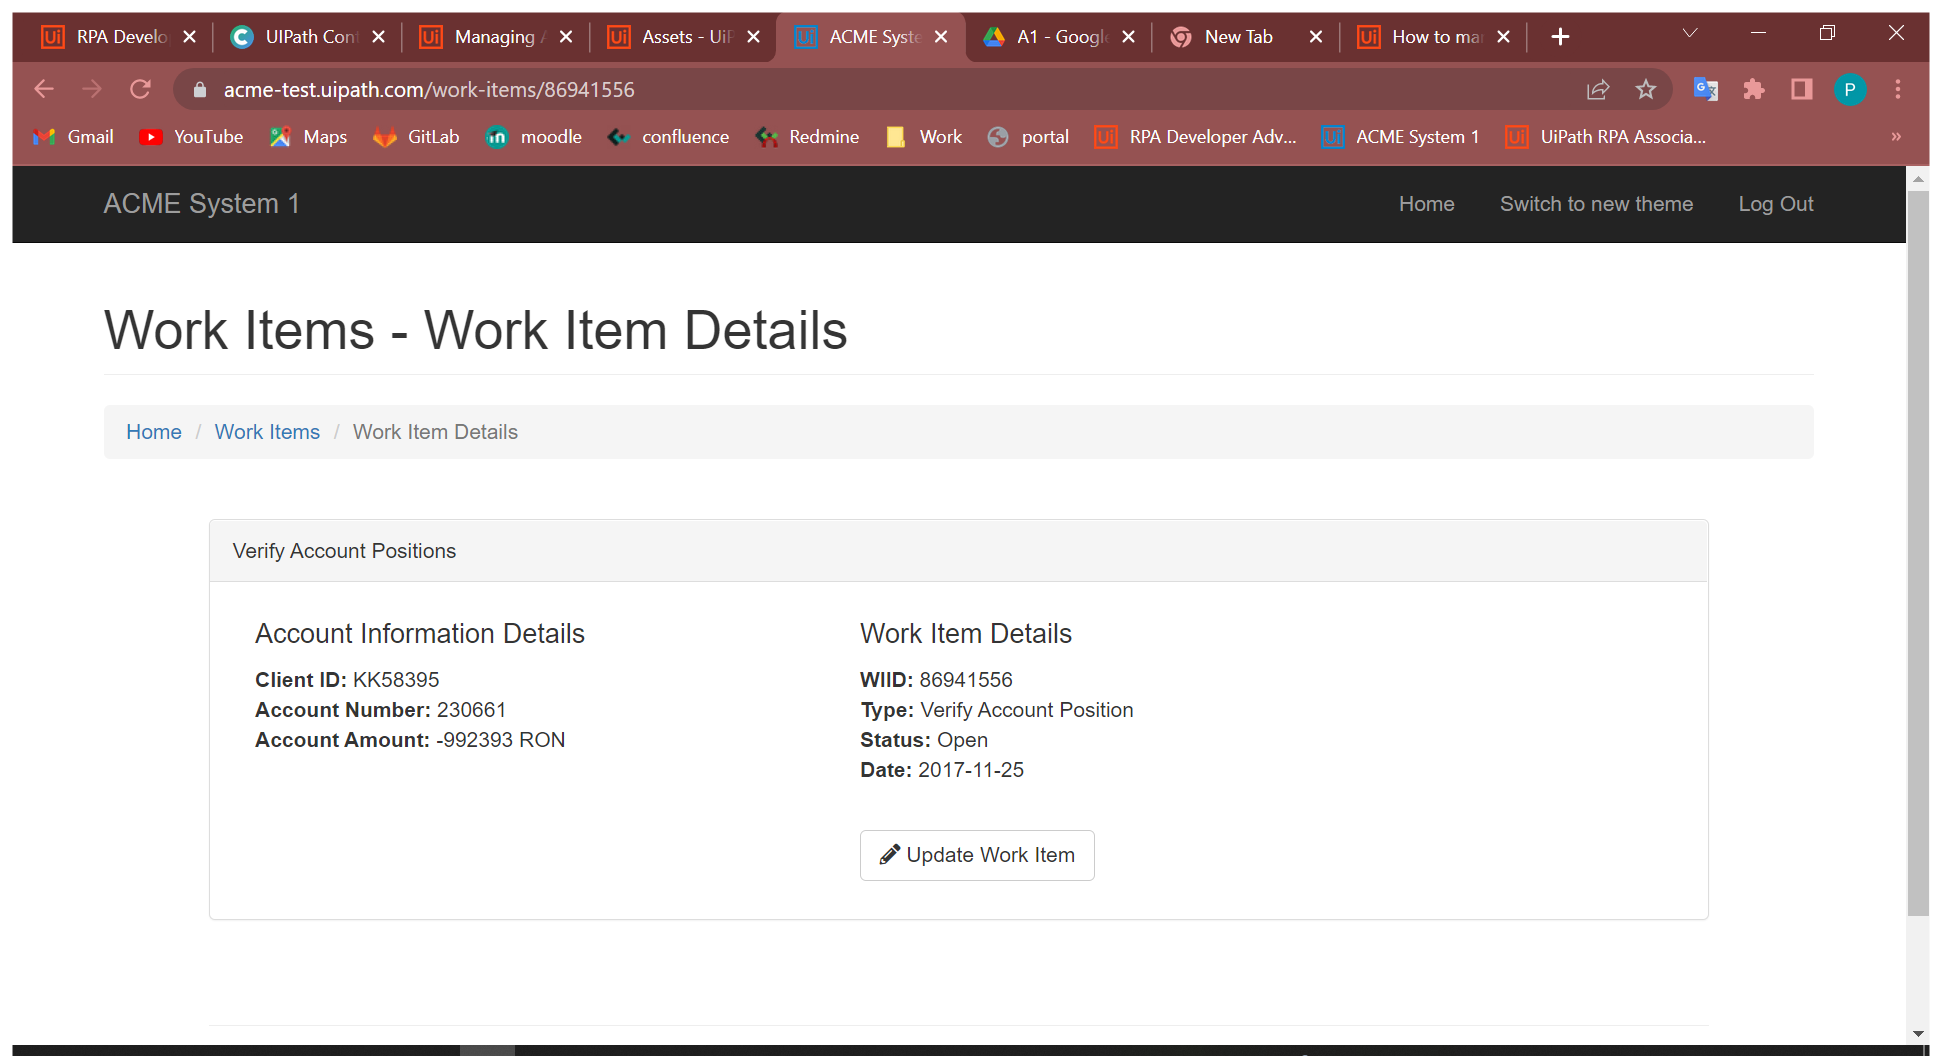 RPA Develo
UIPath Cont
Managing A
Assets - UiP
ACME Syste
A1 - Google
New Tab
How to ma
acme-test.uipath.com/work-items/86941556
P
Gmail
YouTube
Maps
GitLab
moodle
confluence
Redmine
Work
portal
RPA Developer Adv...
ACME System 1
UiPath RPA Associa...
ACME System 1
Home
Switch to new theme
Log Out
Work Items - Work Item Details
Home / Work Items / Work Item Details
Verify Account Positions
Account Information Details
Client ID: KK58395
Account Number: 230661
Account Amount: -992393 RON
Work Item Details
WIID: 86941556
Type: Verify Account Position
Status: Open
Date: 2017-11-25
Update Work Item